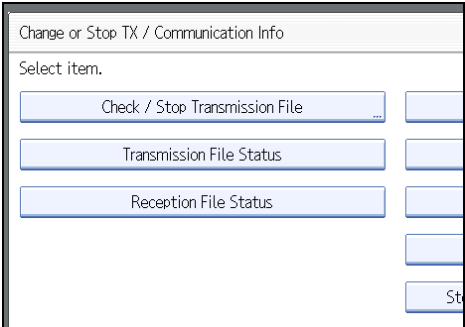 Change or Stop TX / Communication Info
Select item.
Check / Stop Transmission File
...
Transmission File Status
Reception File Status